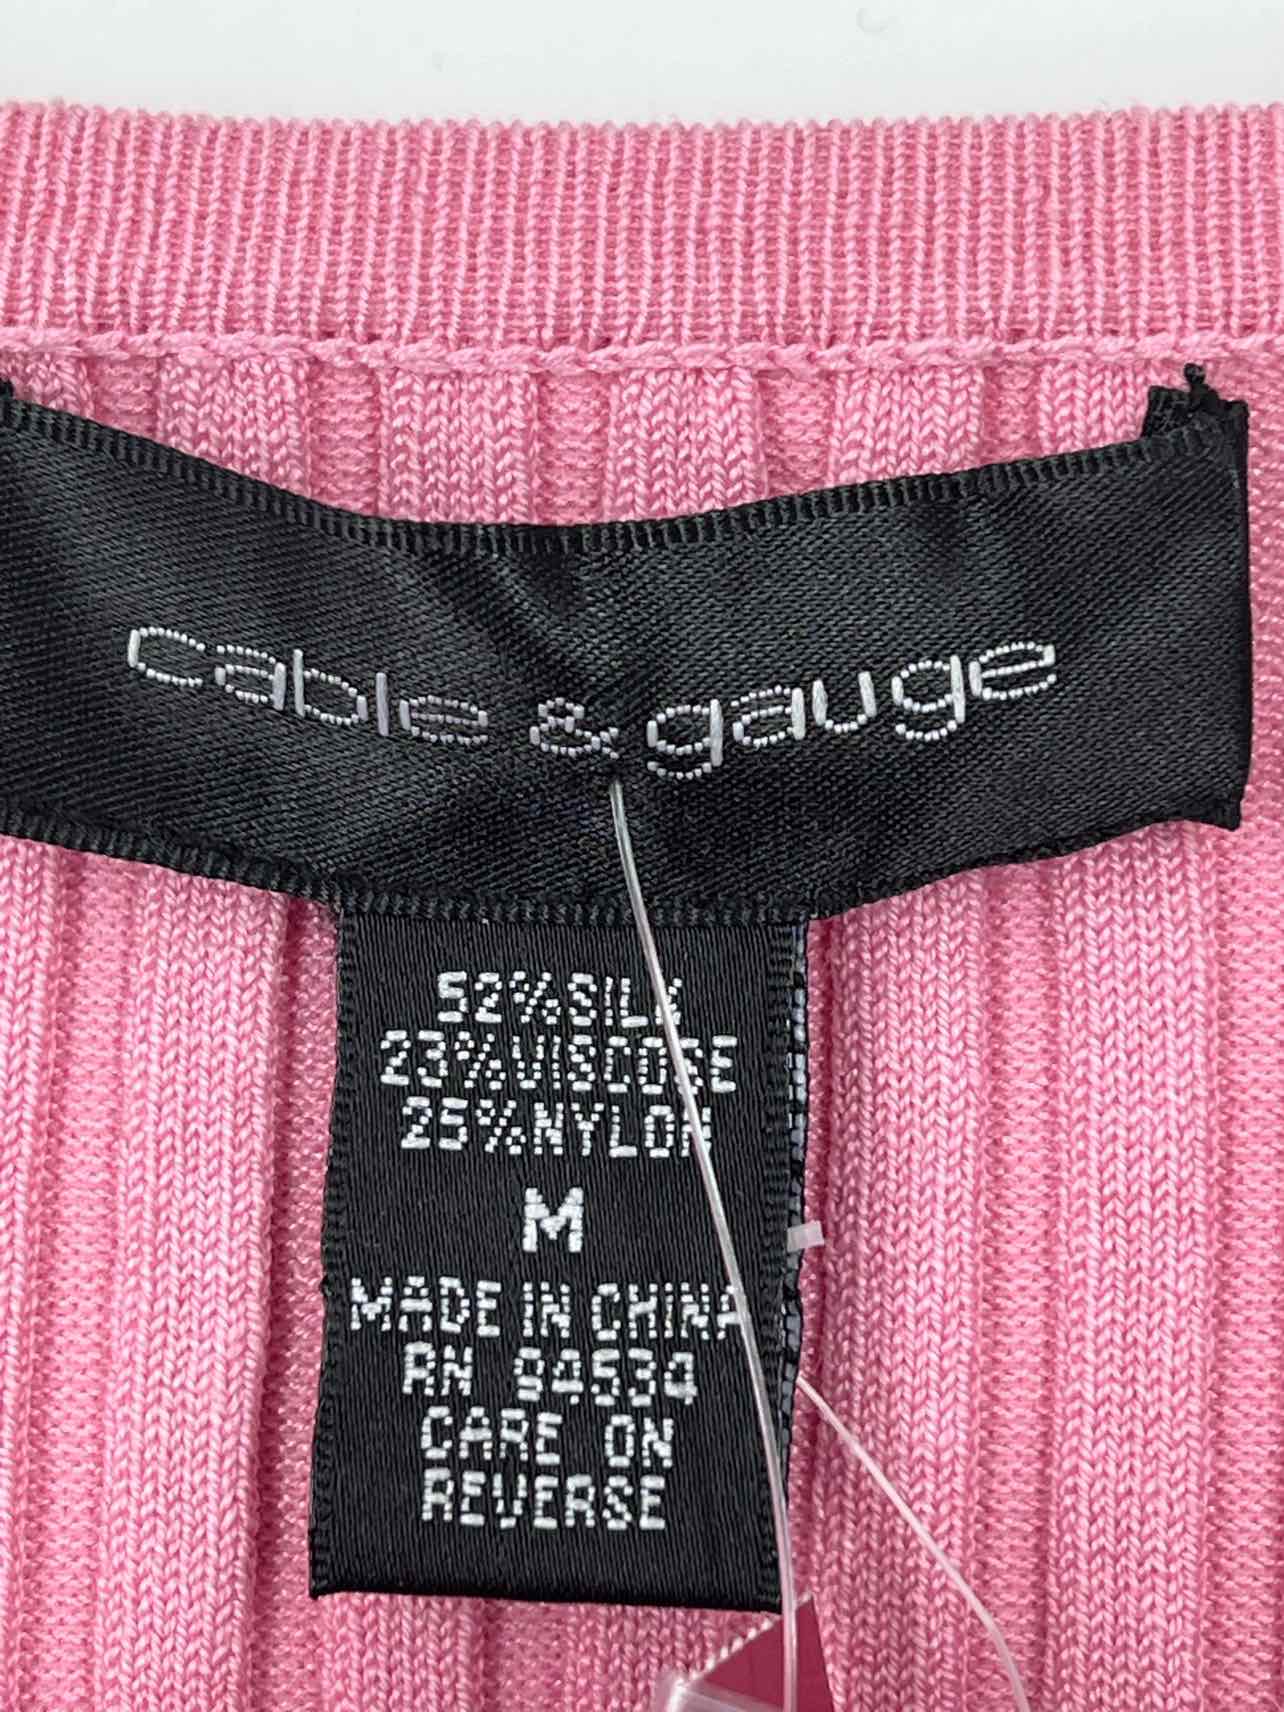 cable & gauge
52%SILK
23%VISCOSE
25%NYLON
M
MADE IN CHINA
RN 94534
CARE ON
REVERSE